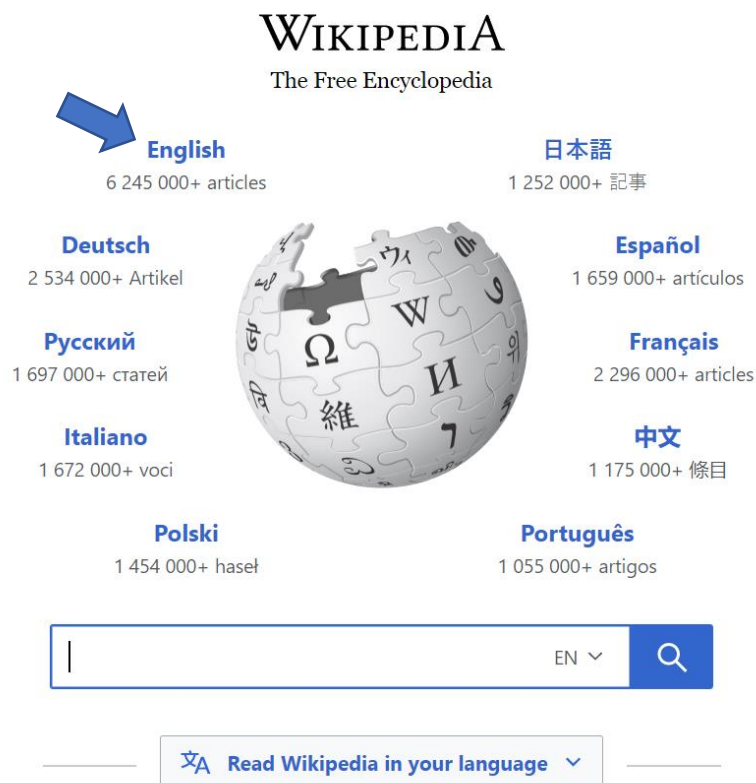 WIKIPEDIA
The Free Encyclopedia
English
6 245 000+ articles
日本語
1 252 000+ 記事
Deutsch
2 534 000+ Artikel
Español
1 659 000+ artículos
Русский
1 697 000+ статей
Français
2 296 000+ articles
Italiano
1 672 000+ voci
中文
1 175 000+ 條目
Polski
1 454 000+ haseł
Português
1 055 000+ artigos
Ω
W
И
維
ウィ
EN
Read Wikipedia in your language